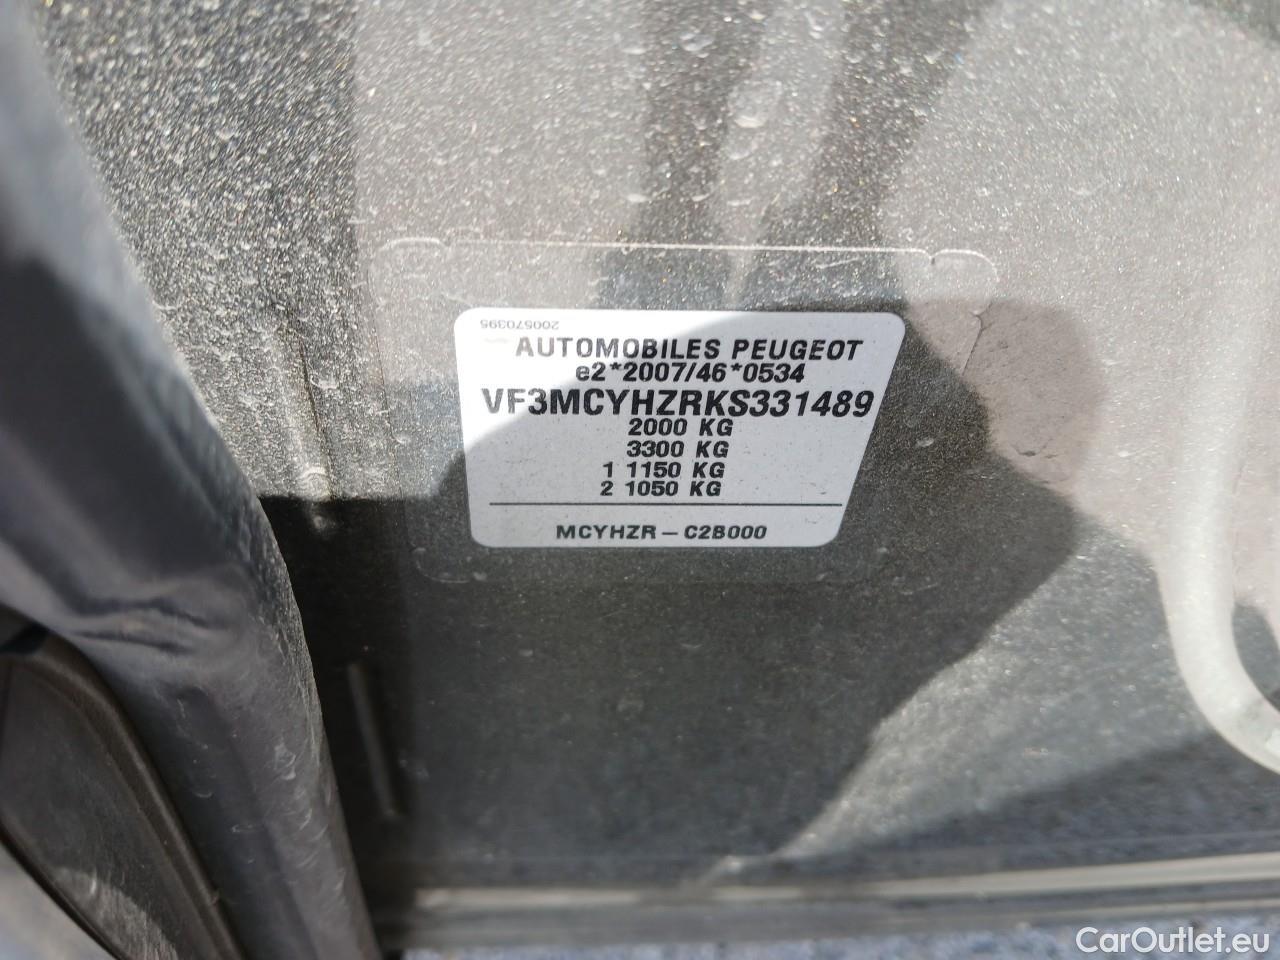 200570395
AUTOMOBILES PEUGEOT
e2*2007/46*0534
VF3MCYHZRKS331489
2000 KG
3300 KG
1 1150 KG
2 1050 KG
MCYHZR – C2B000
CarOutlet.eu